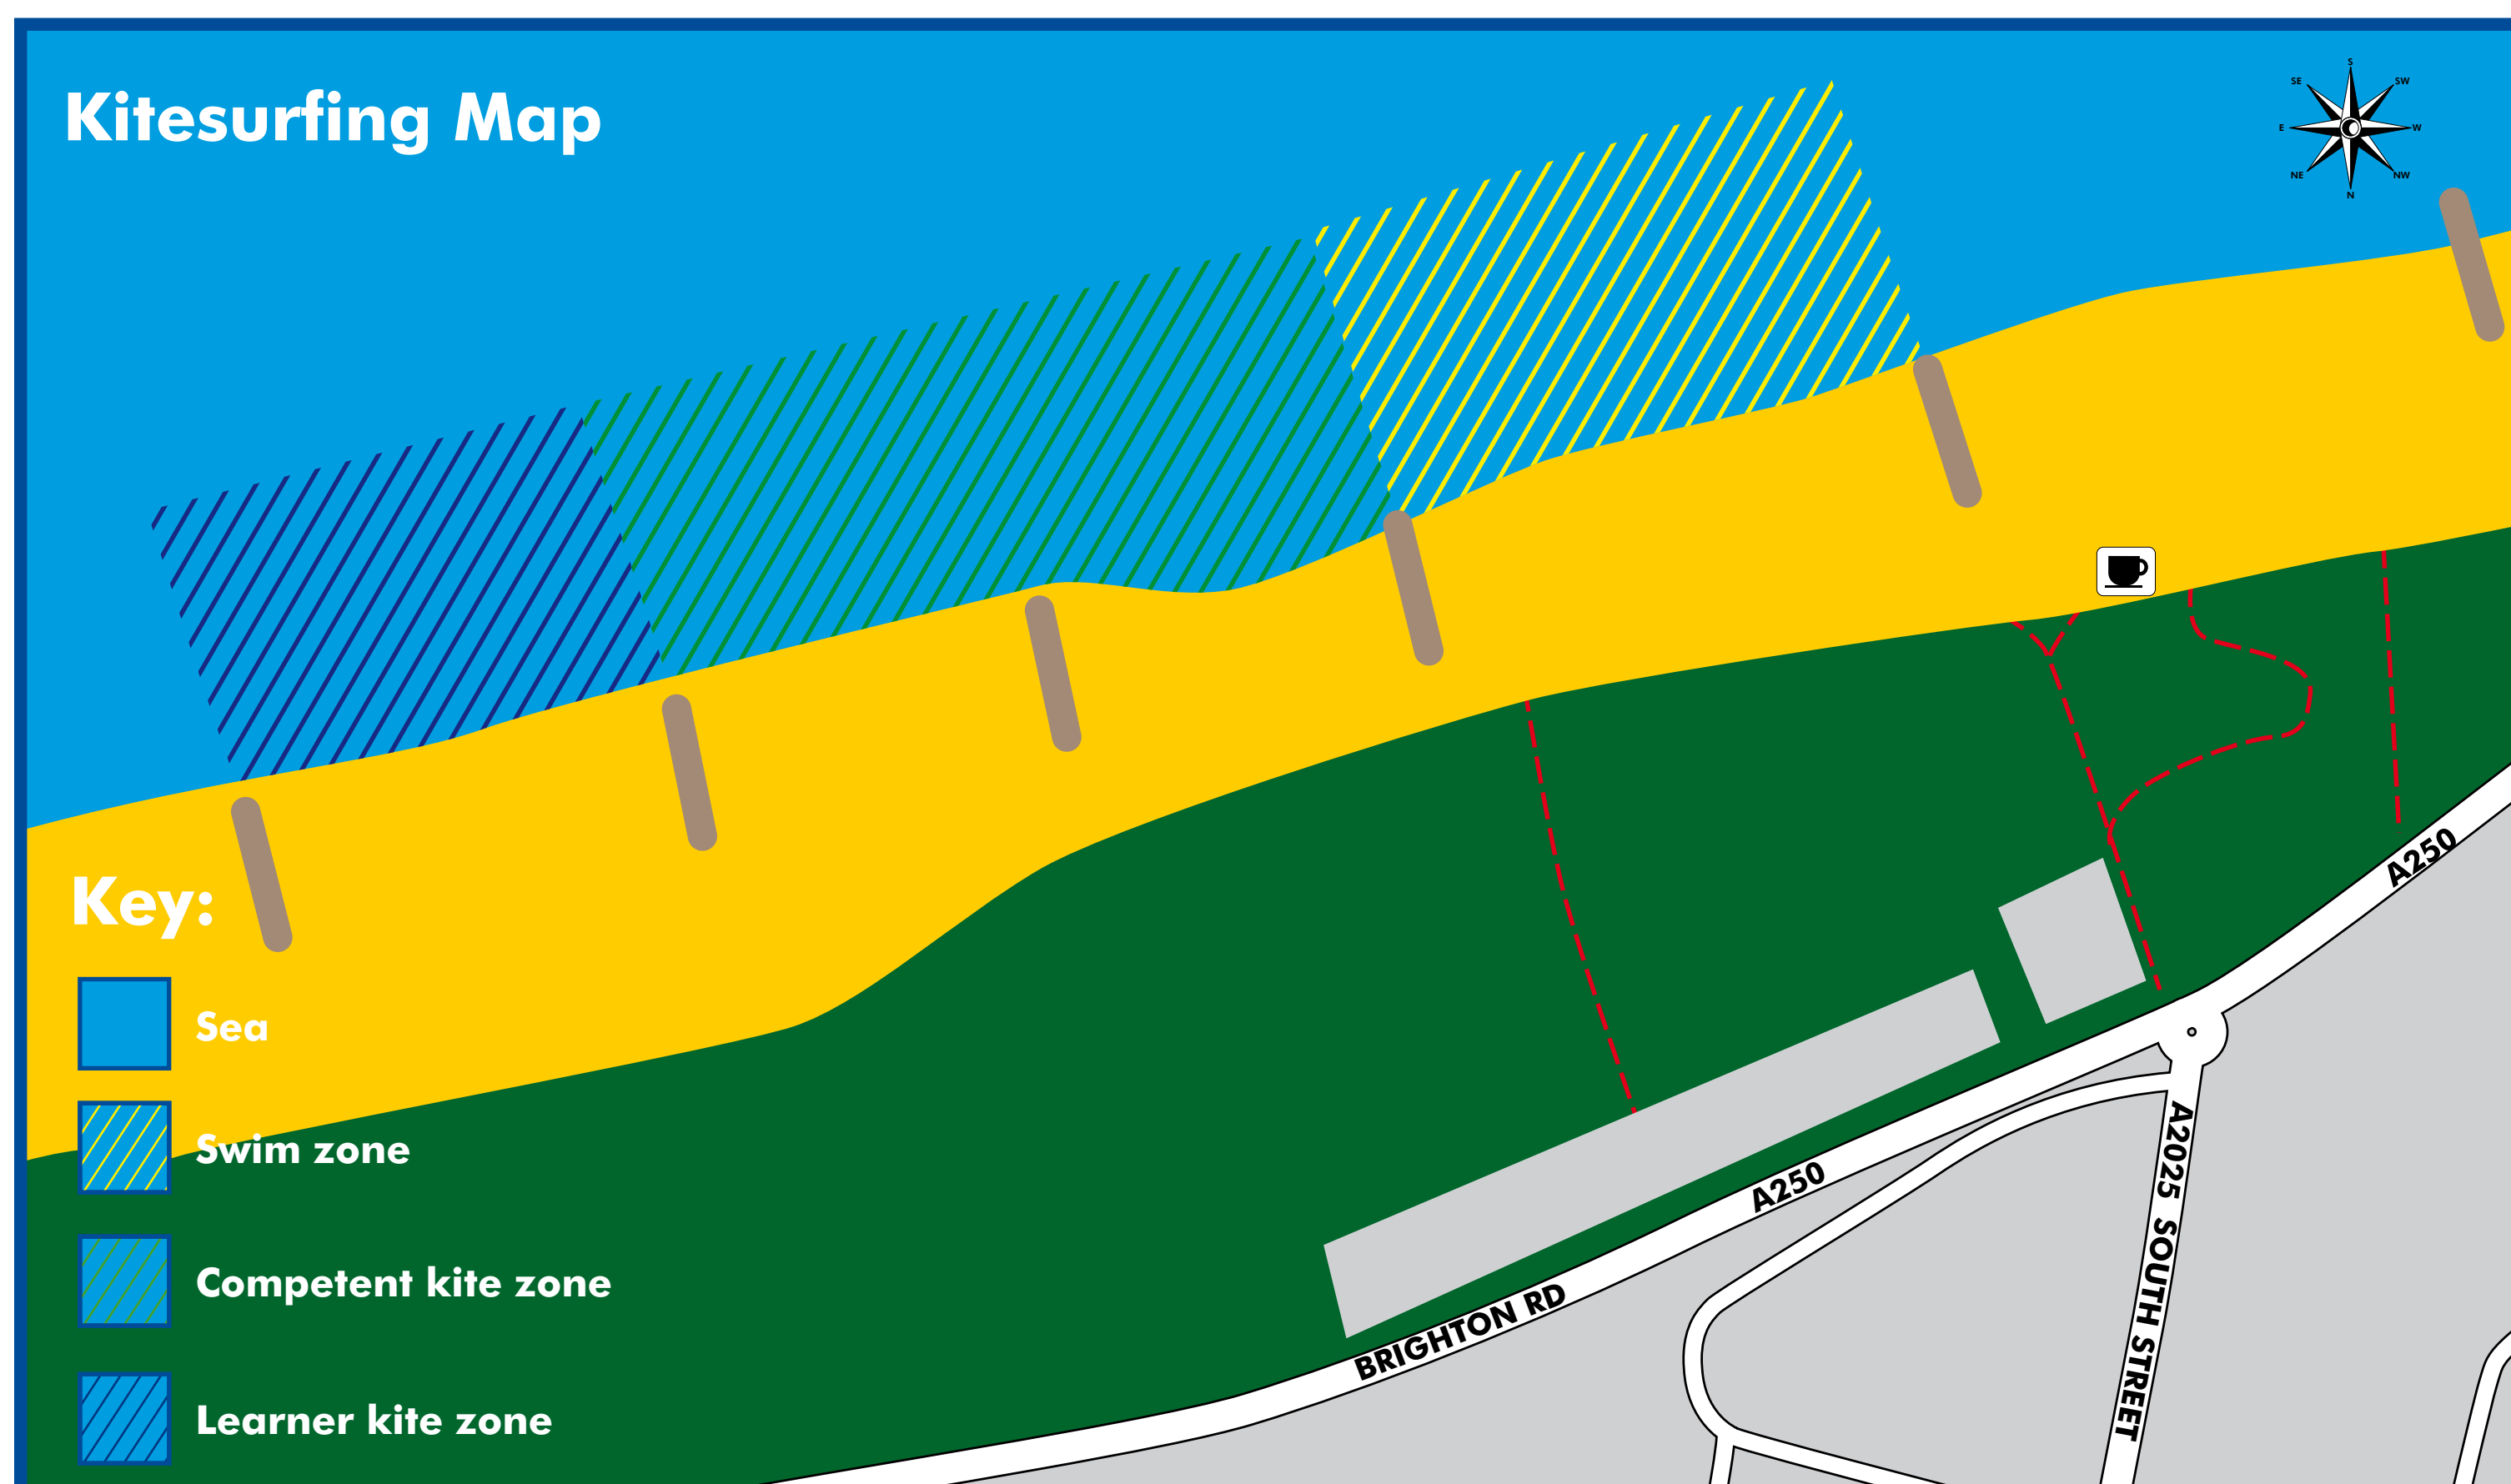 Kitesurfing Map
S
SE
SW
E
W
NE
NW
N
Key:
Sea
Swim zone
Competent kite zone
Learner kite zone
A250
A250
BRIGHTON RD
A2025 SOUTH STREET